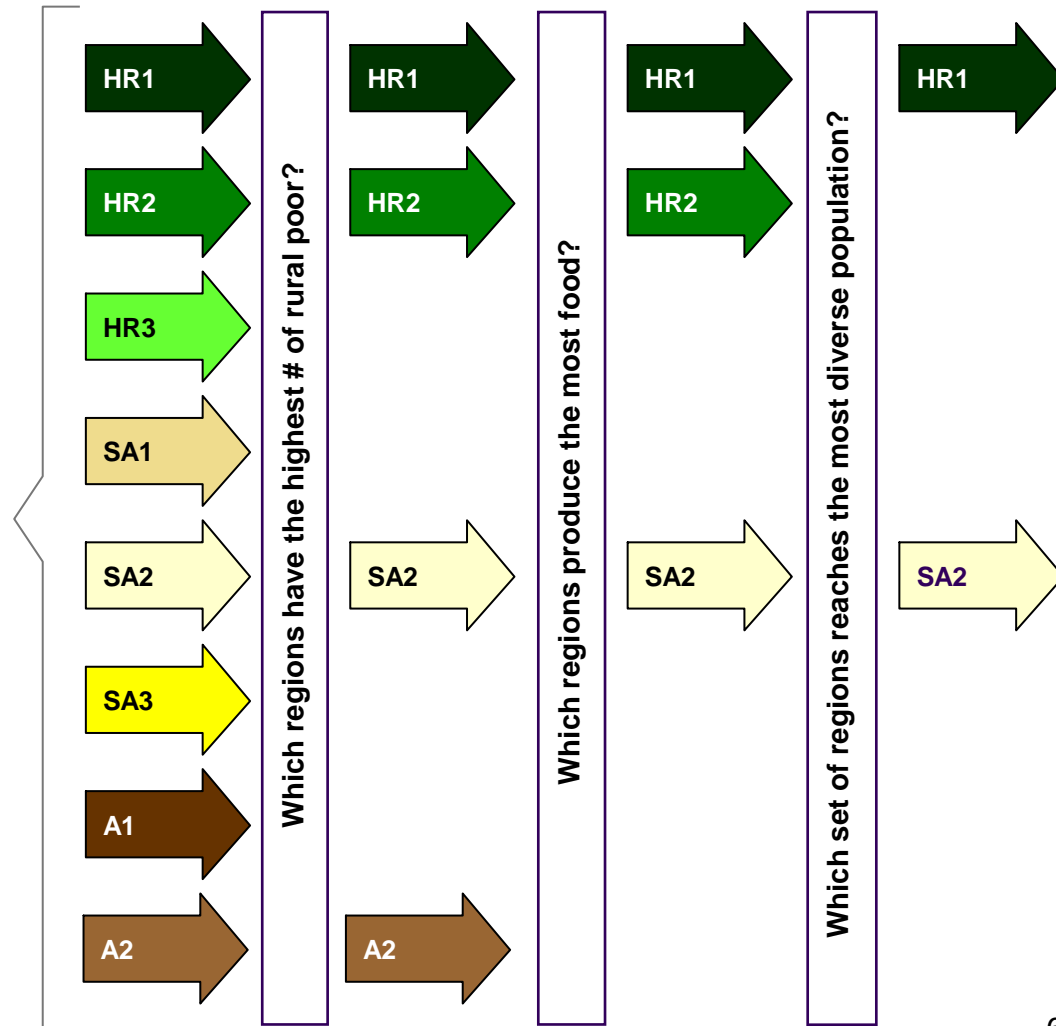 HR1
HR2
HR3
SA1
SA2
SA3
A1
A2
Which regions have the highest # of rural poor?
HR1
HR2
SA2
A2
Which regions produce the most food?
HR1
HR2
SA2
Which set of regions reaches the most diverse population?
HR1
SA2